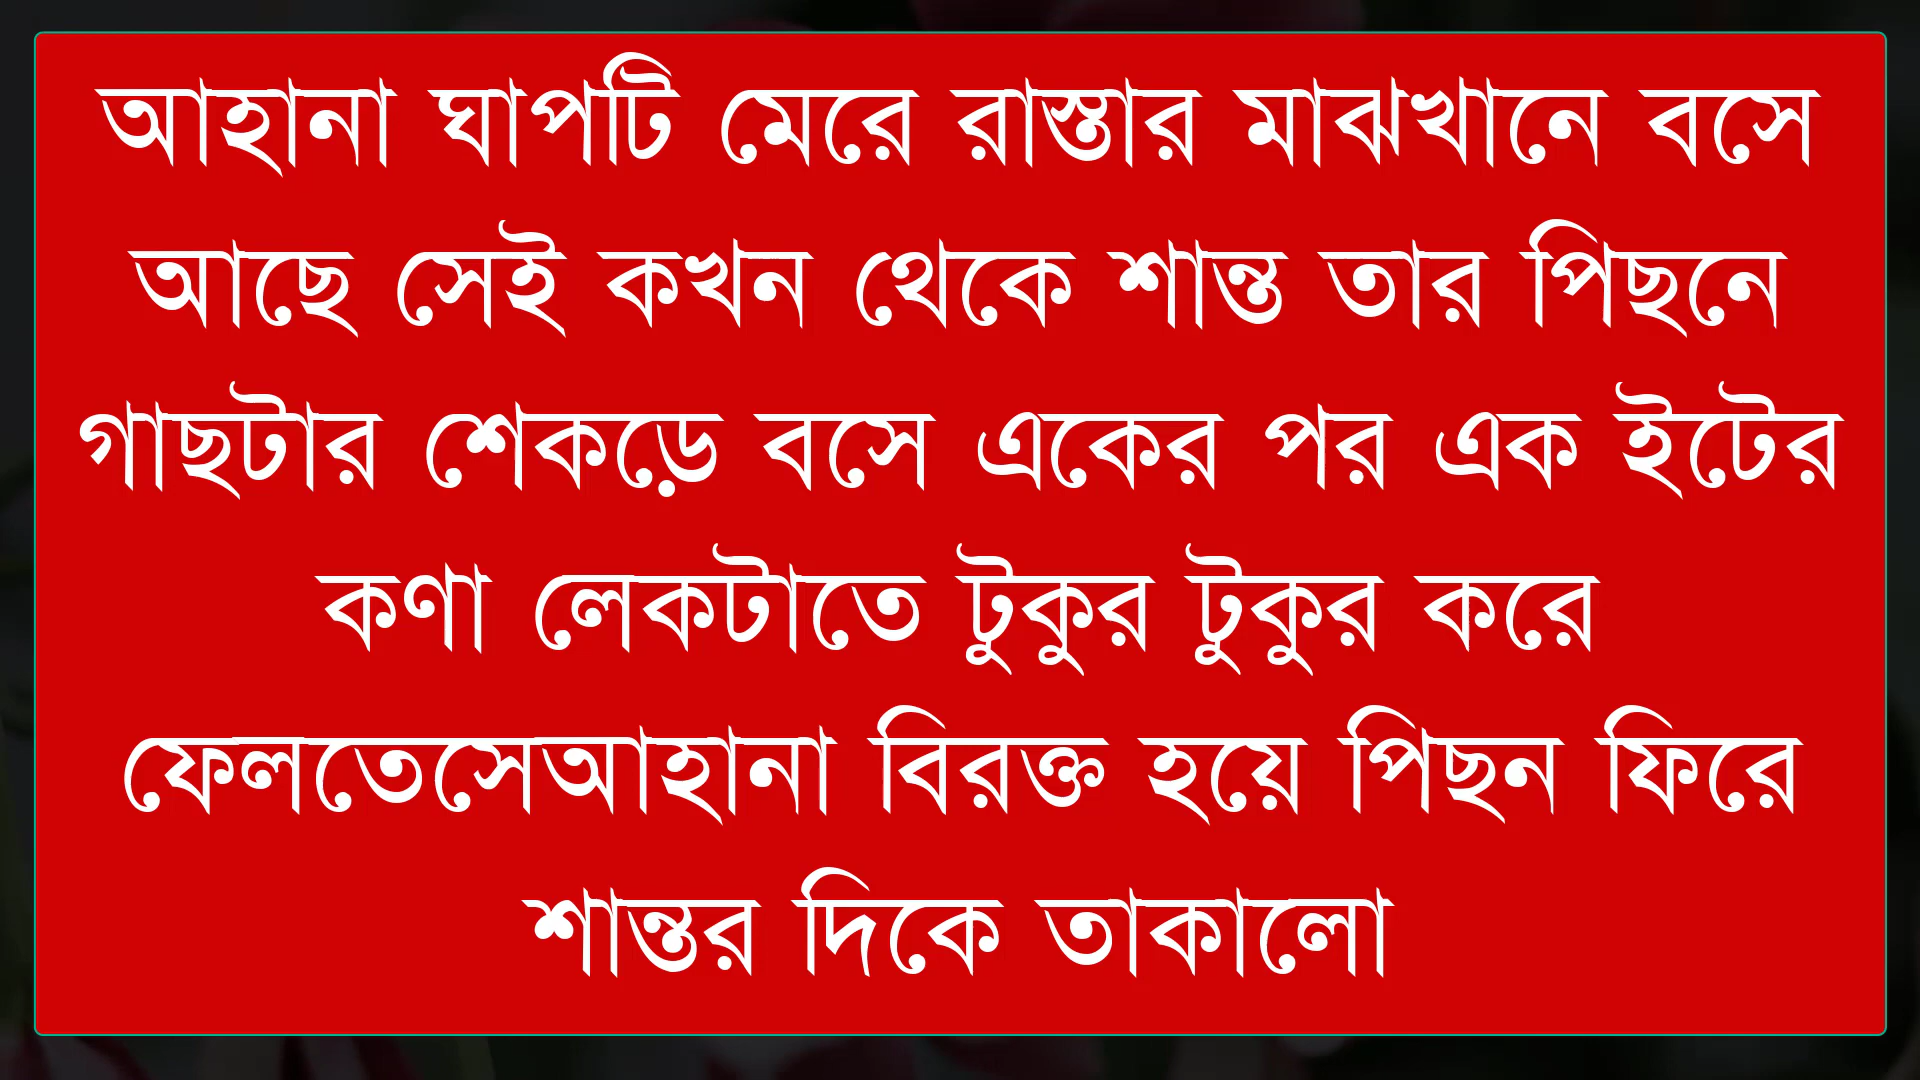 আহানা ঘাপটি মেরে রাস্তার মাঝখানে বসে
আছে সেই কখন থেকে শান্ত তার পিছনে
গাছটার শেকড়ে বসে একের পর এক ইটের
কণা লেকটাতে টুকুর টুকুর করে
ফেলতেসেআহানা বিরক্ত হয়ে পিছন ফিরে
শান্তর দিকে তাকালো